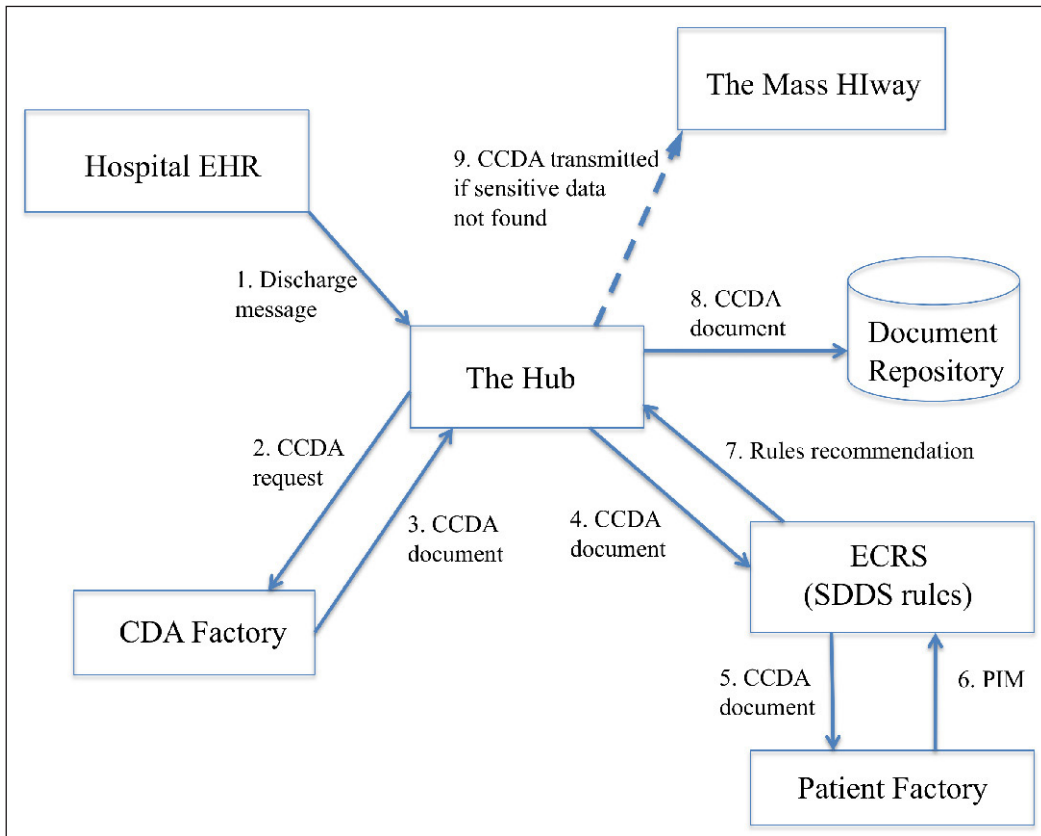 The Mass HIway
Hospital EHR
9. CCDA transmitted
if sensitive data
not found
1. Discharge
message
8. CCDA
document
Document
Repository
The Hub
2. CCDA
request
7. Rules recommendation
3. CCDA
document
4. CCDA
document
ECRS
(SDDS rules)
CDA Factory
5. CCDA
document
6. PIM
Patient Factory